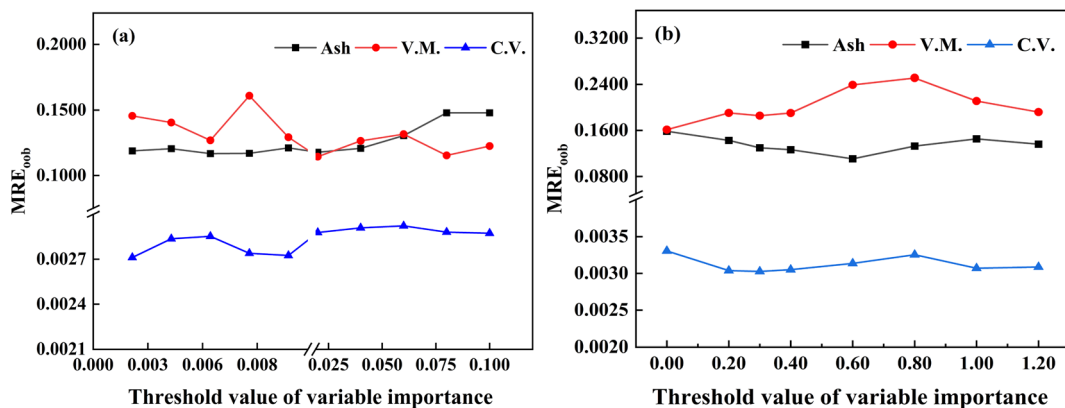 (a)
Ash V.M. C.V.
0.2000
0.1500
0.1000
0.0027
0.0024
0.0021
MRE_oob
0.000 0.003 0.006 0.008 0.025 0.050 0.075 0.100
Threshold value of variable importance
(b)
Ash V.M. C.V.
0.3200
0.2400
0.1600
0.0800
0.0035
0.0030
0.0025
0.0020
MRE_oob
0.00 0.20 0.40 0.60 0.80 1.00 1.20
Threshold value of variable importance